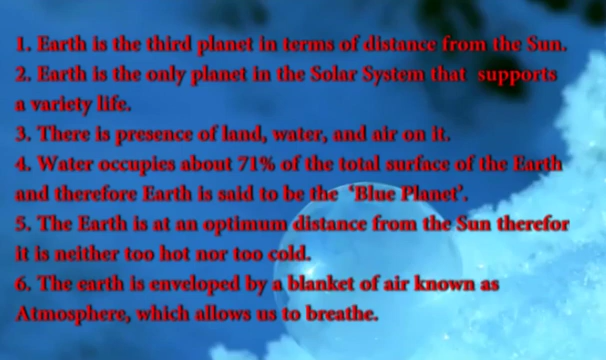 1. Earth is the third planet in terms of distance from the Sun.
2. Earth is the only planet in the Solar System that supports
a variety life.
3. There is presence of land, water, and air on it.
4. Water occupies about 71% of the total surface of the Earth
and therefore Earth is said to be the ‘Blue Planet’.
5. The Earth is at an optimum distance from the Sun therefor
it is neither too hot nor too cold.
6. The earth is enveloped by a blanket of air known as
Atmosphere, which allows us to breathe.